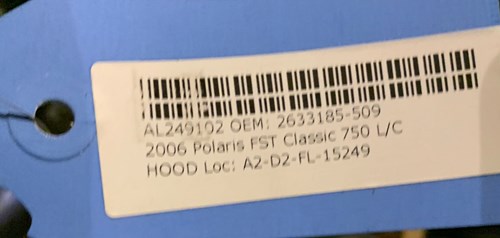 AL249102 OEM: 2633185-509
2006 Polaris FST Classic 750 L/C
HOOD Loc: A2-D2-FL-15249